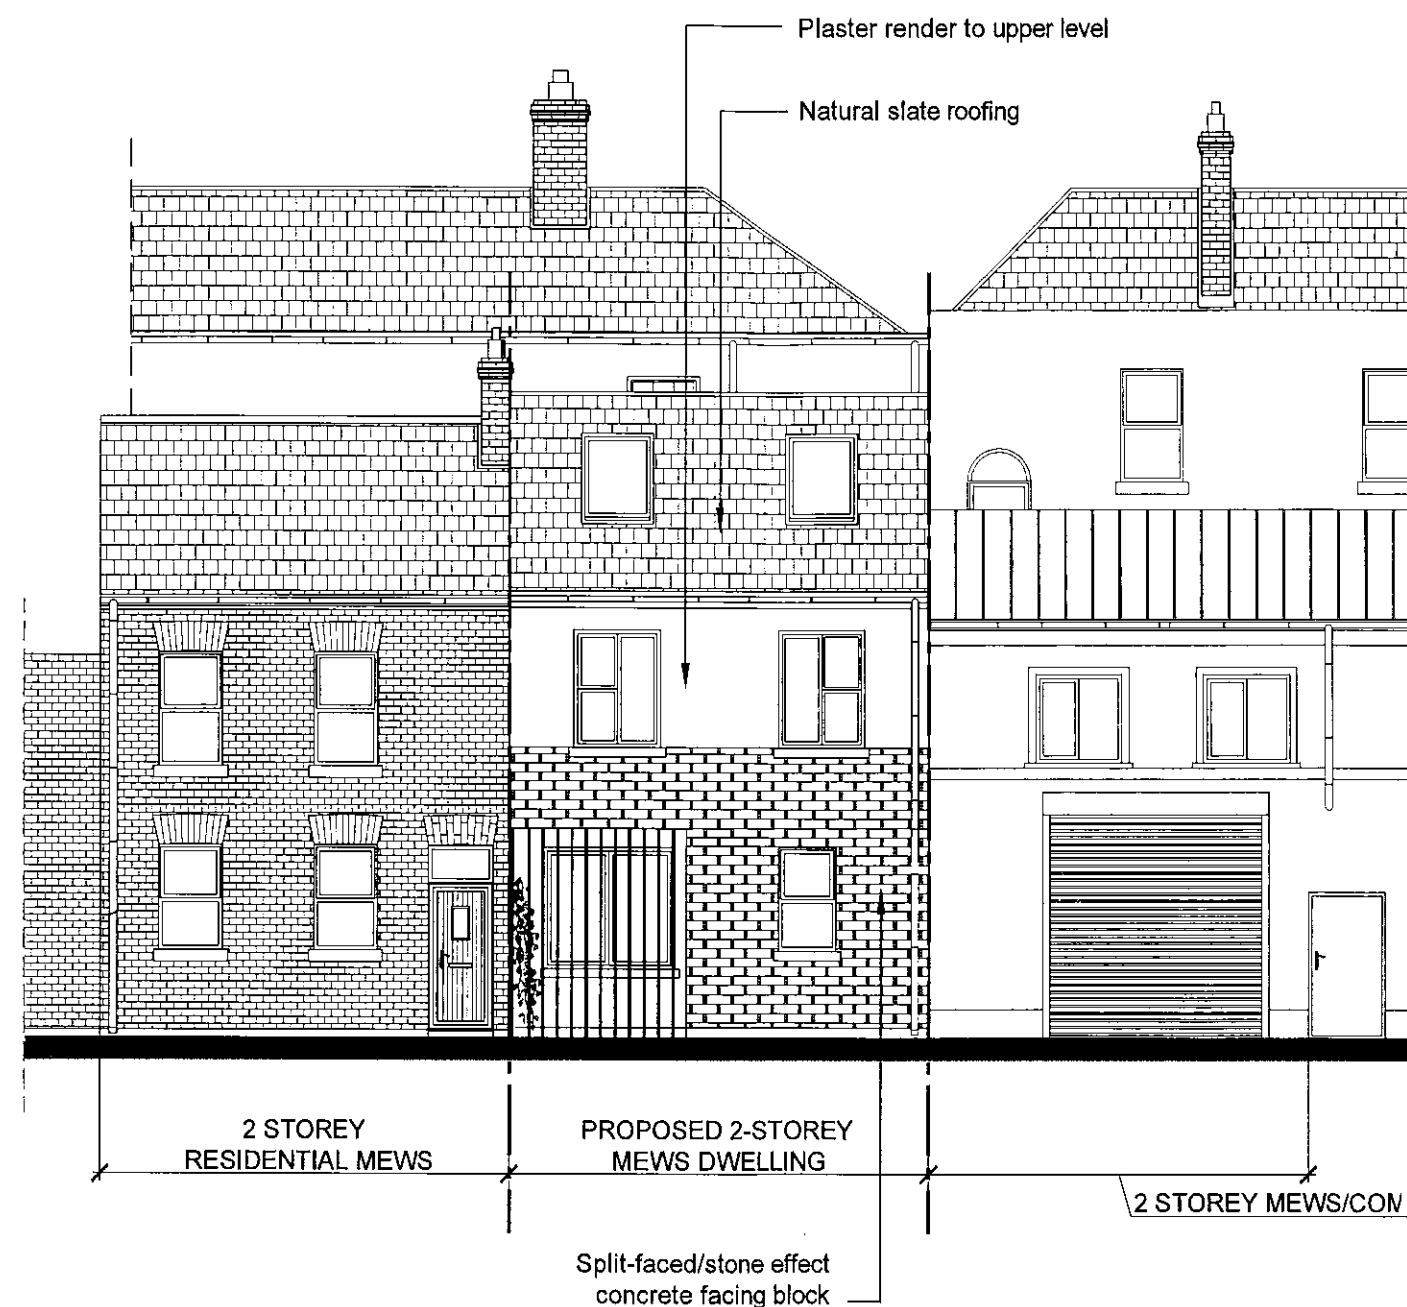 Plaster render to upper level
Natural slate roofing
2 STOREY
RESIDENTIAL MEWS
PROPOSED 2-STOREY
MEWS DWELLING
2 STOREY MEWS/COM
Split-faced/stone effect
concrete facing block